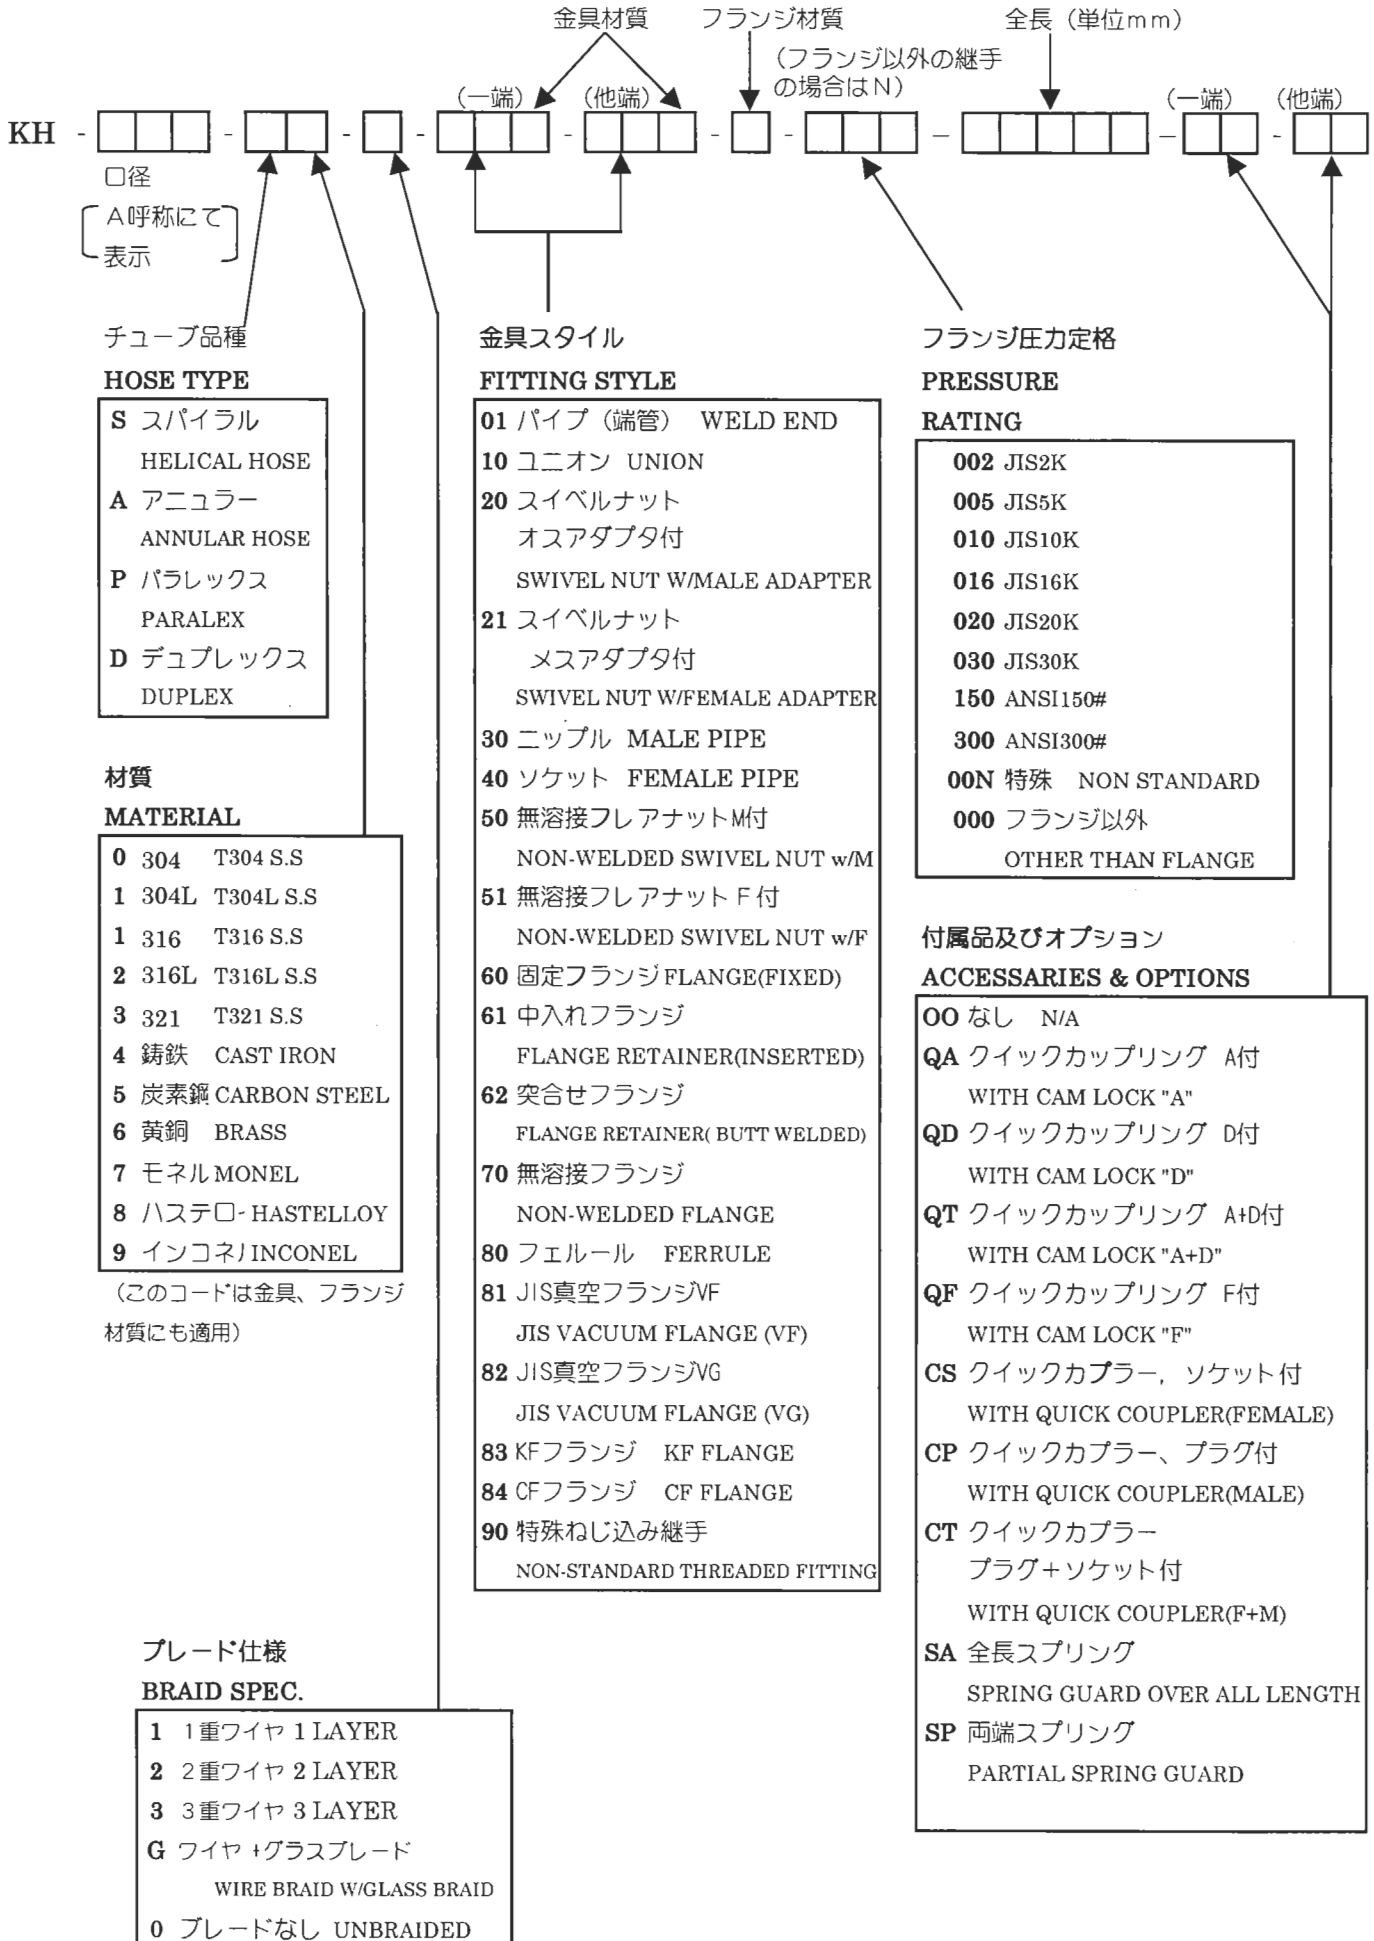 金具材質 フランジ材質 全長（単位mm）
（フランジ以外の継手
の場合はN）
（一端） （他端） （一端） （他端）
KH - - - - - - - — — -
口径
A呼称にて
表示
チューブ品種
HOSE TYPE
S スパイラル
HELICAL HOSE
A アニュラー
ANNULAR HOSE
P パラレックス
PARALEX
D デュプレックス
DUPLEX
材質
MATERIAL
0 304 T304 S.S
1 304L T304L S.S
1 316 T316 S.S
2 316L T316L S.S
3 321 T321 S.S
4 鋳鉄 CAST IRON
5 炭素鋼 CARBON STEEL
6 黄銅 BRASS
7 モネル MONEL
8 ハステロ- HASTELLOY
9 インコネル INCONEL
（このコードは金具、フランジ
材質にも適用）
ブレード仕様
BRAID SPEC.
1 1重ワイヤ 1 LAYER
2 2重ワイヤ 2 LAYER
3 3重ワイヤ 3 LAYER
G ワイヤ+グラスブレード
WIRE BRAID W/GLASS BRAID
0 ブレードなし UNBRAIDED
金具スタイル
FITTING STYLE
01 パイプ（端管） WELD END
10 ユニオン UNION
20 スイベルナット
オスアダプタ付
SWIVEL NUT W/MALE ADAPTER
21 スイベルナット
メスアダプタ付
SWIVEL NUT W/FEMALE ADAPTER
30 ニップル MALE PIPE
40 ソケット FEMALE PIPE
50 無溶接フレアナットM付
NON-WELDED SWIVEL NUT w/M
51 無溶接フレアナットF付
NON-WELDED SWIVEL NUT w/F
60 固定フランジ FLANGE(FIXED)
61 中入れフランジ
FLANGE RETAINER(INSERTED)
62 突合せフランジ
FLANGE RETAINER( BUTT WELDED)
70 無溶接フランジ
NON-WELDED FLANGE
80 フェルール FERRULE
81 JIS真空フランジVF
JIS VACUUM FLANGE (VF)
82 JIS真空フランジVG
JIS VACUUM FLANGE (VG)
83 KFフランジ KF FLANGE
84 CFフランジ CF FLANGE
90 特殊ねじ込み継手
NON-STANDARD THREADED FITTING
フランジ圧力定格
PRESSURE
RATING
002 JIS2K
005 JIS5K
010 JIS10K
016 JIS16K
020 JIS20K
030 JIS30K
150 ANSI150#
300 ANSI300#
00N 特殊 NON STANDARD
000 フランジ以外
OTHER THAN FLANGE
付属品及びオプション
ACCESSARIES & OPTIONS
OO なし N/A
QA クイックカップリング A付
WITH CAM LOCK "A"
QD クイックカップリング D付
WITH CAM LOCK "D"
QT クイックカップリング A+D付
WITH CAM LOCK "A+D"
QF クイックカップリング F付
WITH CAM LOCK "F"
CS クイックカプラー, ソケット付
WITH QUICK COUPLER(FEMALE)
CP クイックカプラー、プラグ付
WITH QUICK COUPLER(MALE)
CT クイックカプラー
プラグ+ソケット付
WITH QUICK COUPLER(F+M)
SA 全長スプリング
SPRING GUARD OVER ALL LENGTH
SP 両端スプリング
PARTIAL SPRING GUARD